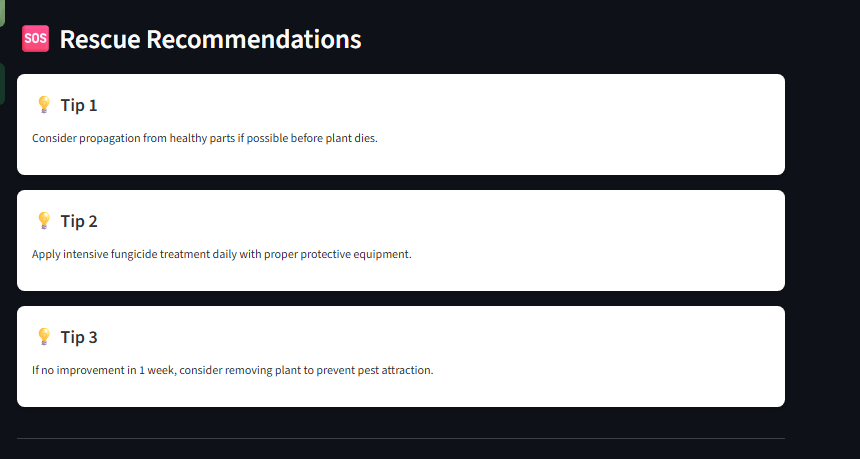 SOS Rescue Recommendations
Tip 1
Consider propagation from healthy parts if possible before plant dies.
Tip 2
Apply intensive fungicide treatment daily with proper protective equipment.
Tip 3
If no improvement in 1 week, consider removing plant to prevent pest attraction.